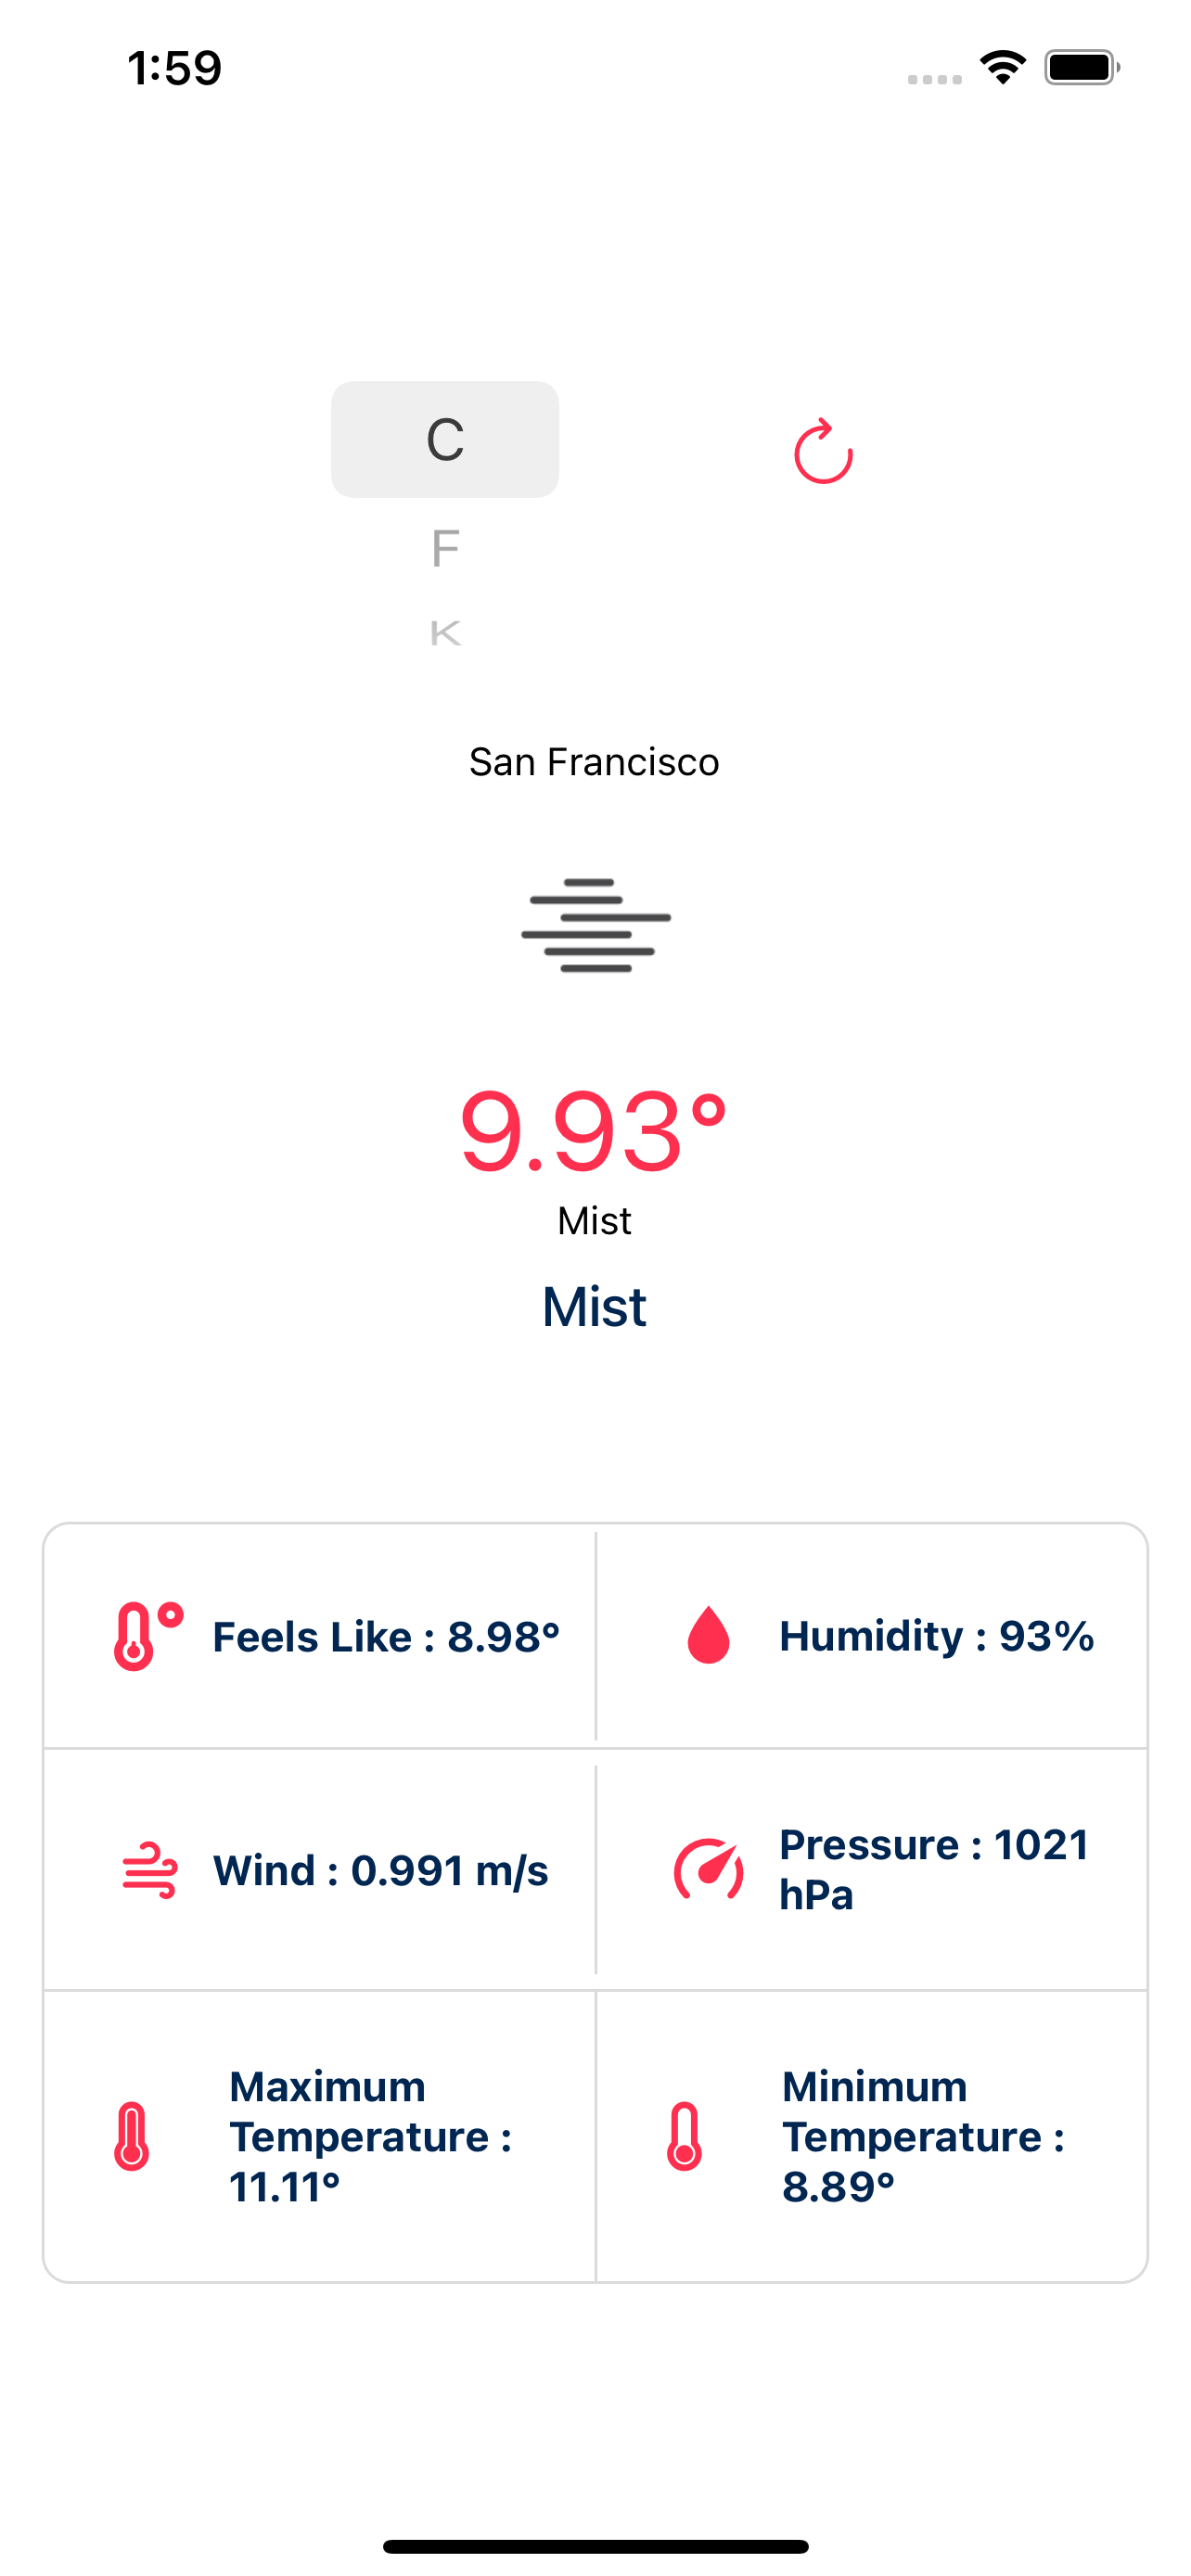 1:59
C
F
K
San Francisco
9.93°
Mist
Mist
Feels Like : 8.98°
Humidity : 93%
Wind : 0.991 m/s
Pressure : 1021
hPa
Maximum
Temperature :
11.11°
Minimum
Temperature :
8.89°